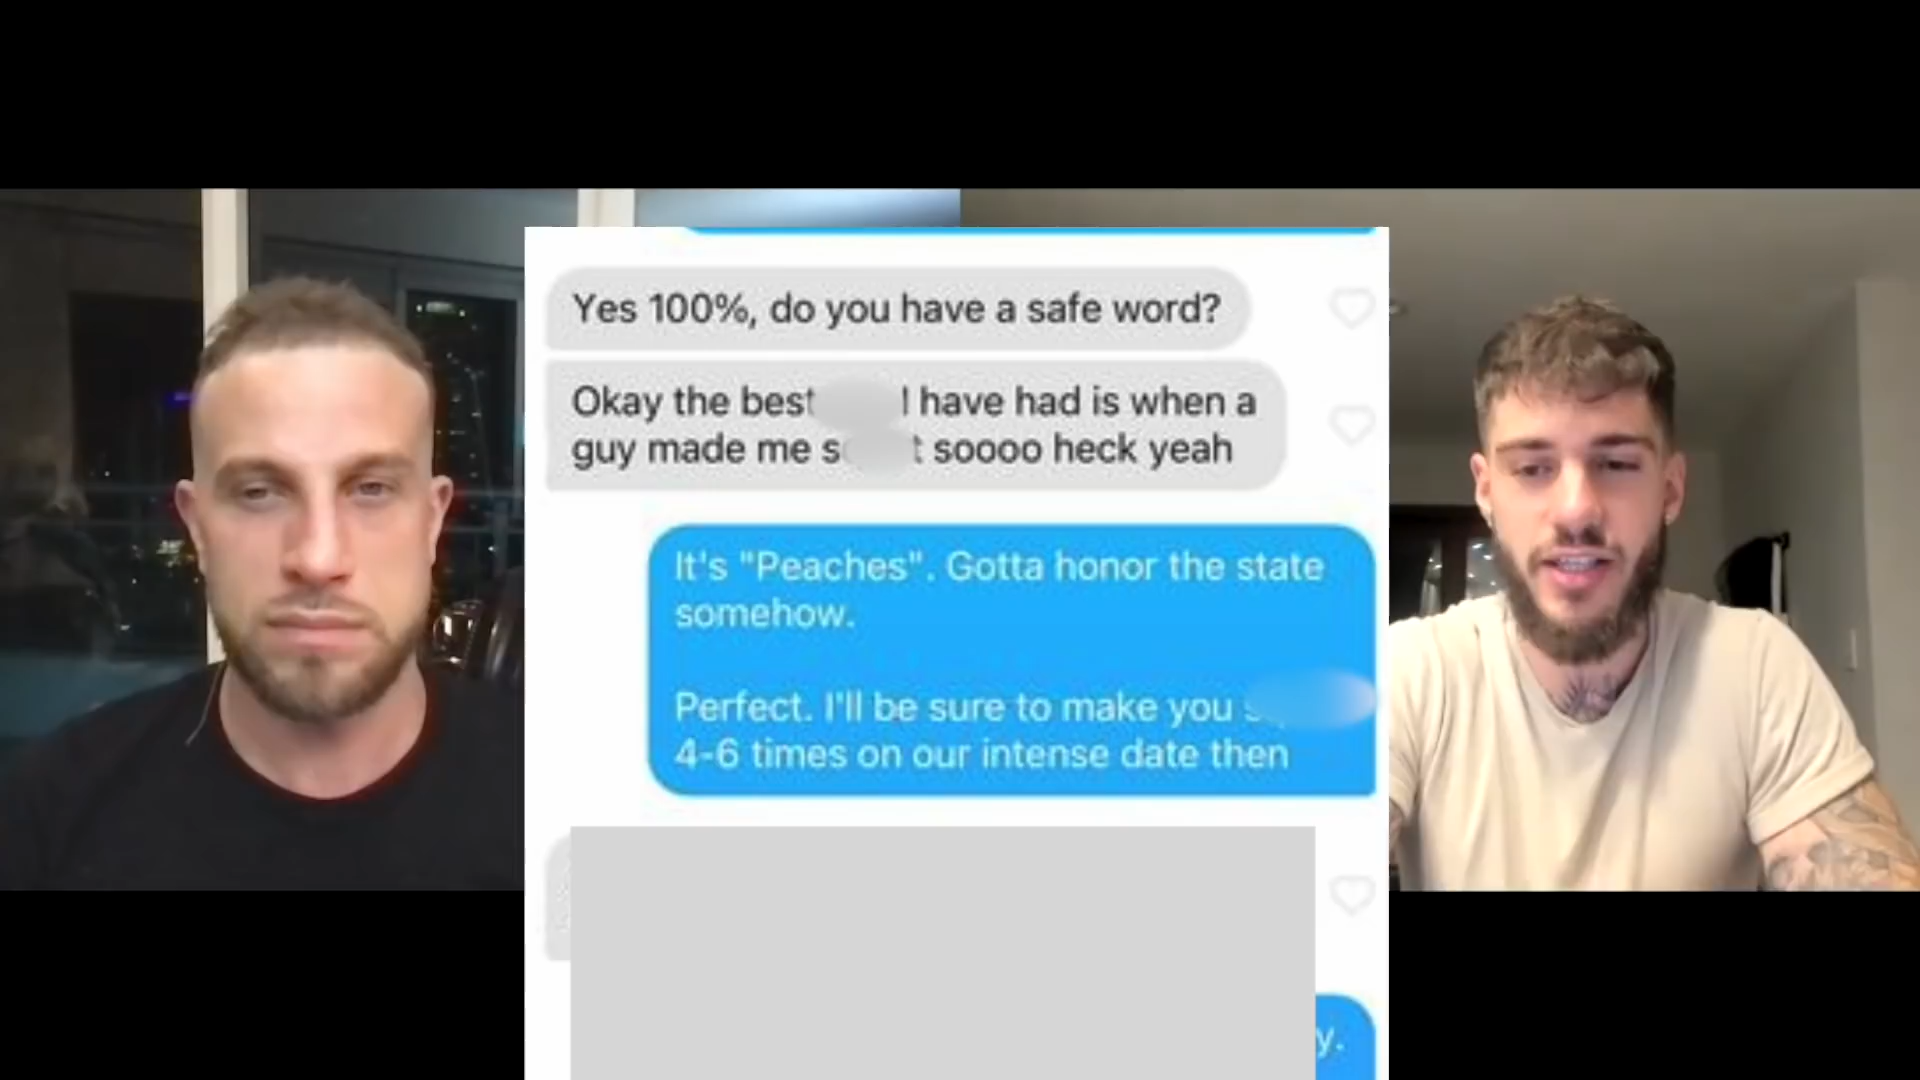 Yes 100%, do you have a safe word?
Okay the best I have had is when a
guy made me soooo heck yeah
It's "Peaches". Gotta honor the state
somehow.
Perfect. I'll be sure to make you
4-6 times on our intense date then